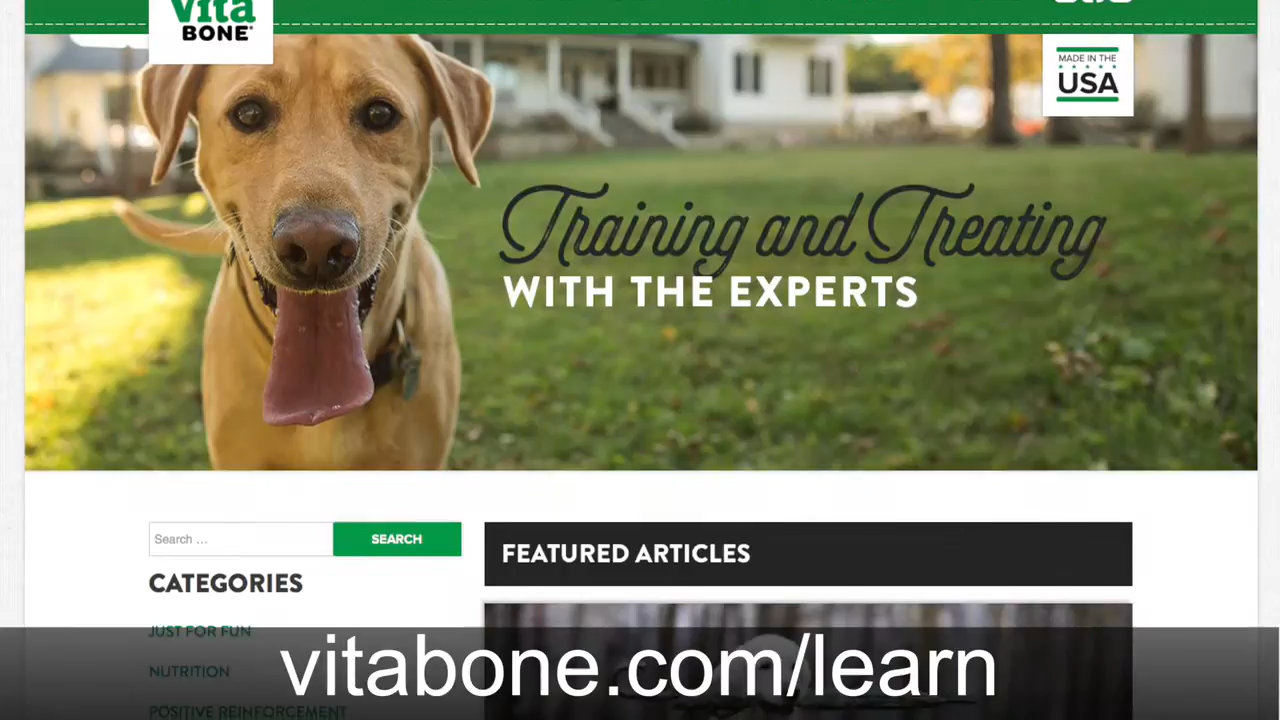 vita
BONE®
MADE IN THE
USA
Training and Treating
WITH THE EXPERTS
Search ...
SEARCH
FEATURED ARTICLES
CATEGORIES
JUST FOR FUN
NUTRITION
POSITIVE REINFORCEMENT
vitabone.com/learn